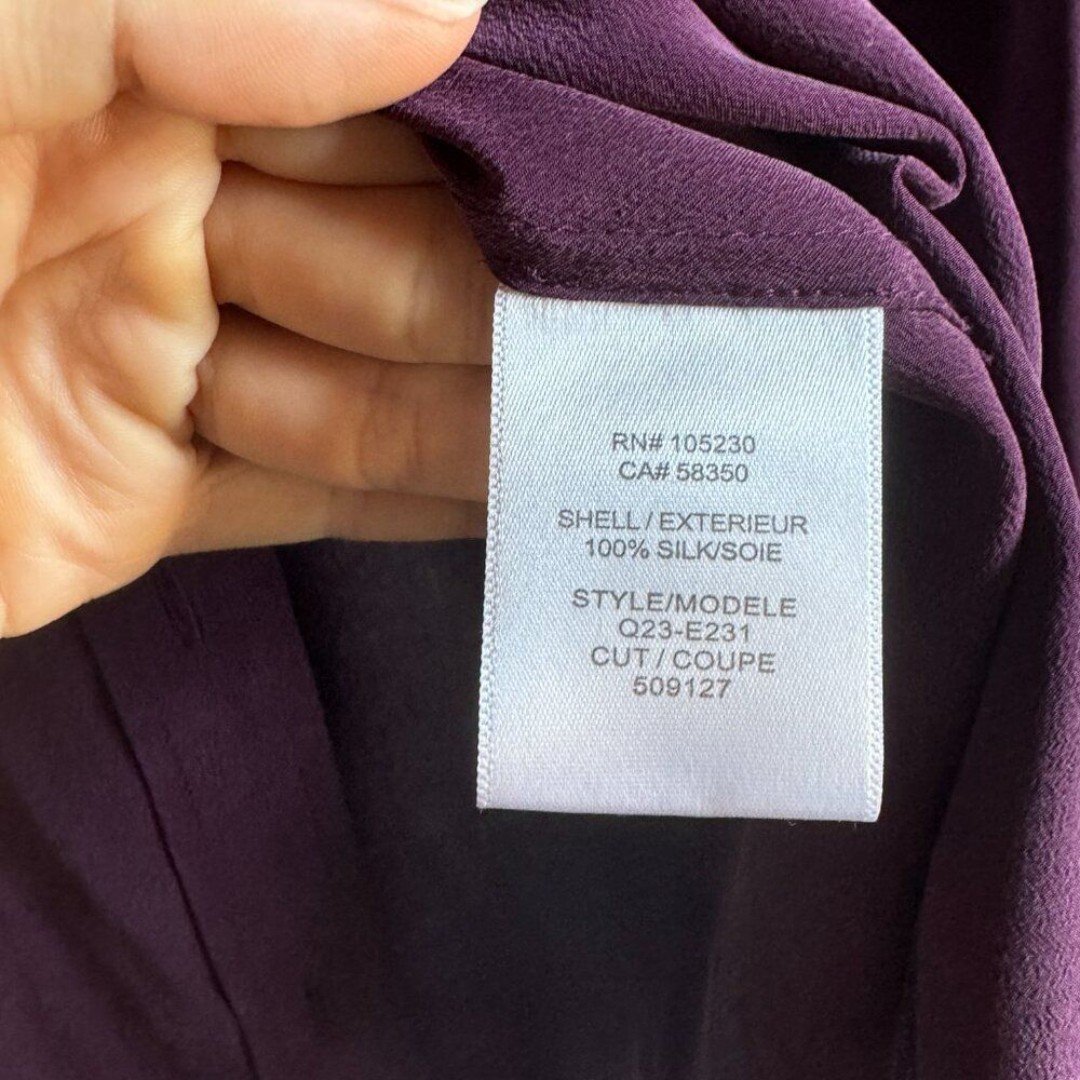 RN# 105230
CA# 58350
SHELL / EXTERIEUR
100% SILK/SOIE
STYLE/MODELE
Q23-E231
CUT / COUPE
509127